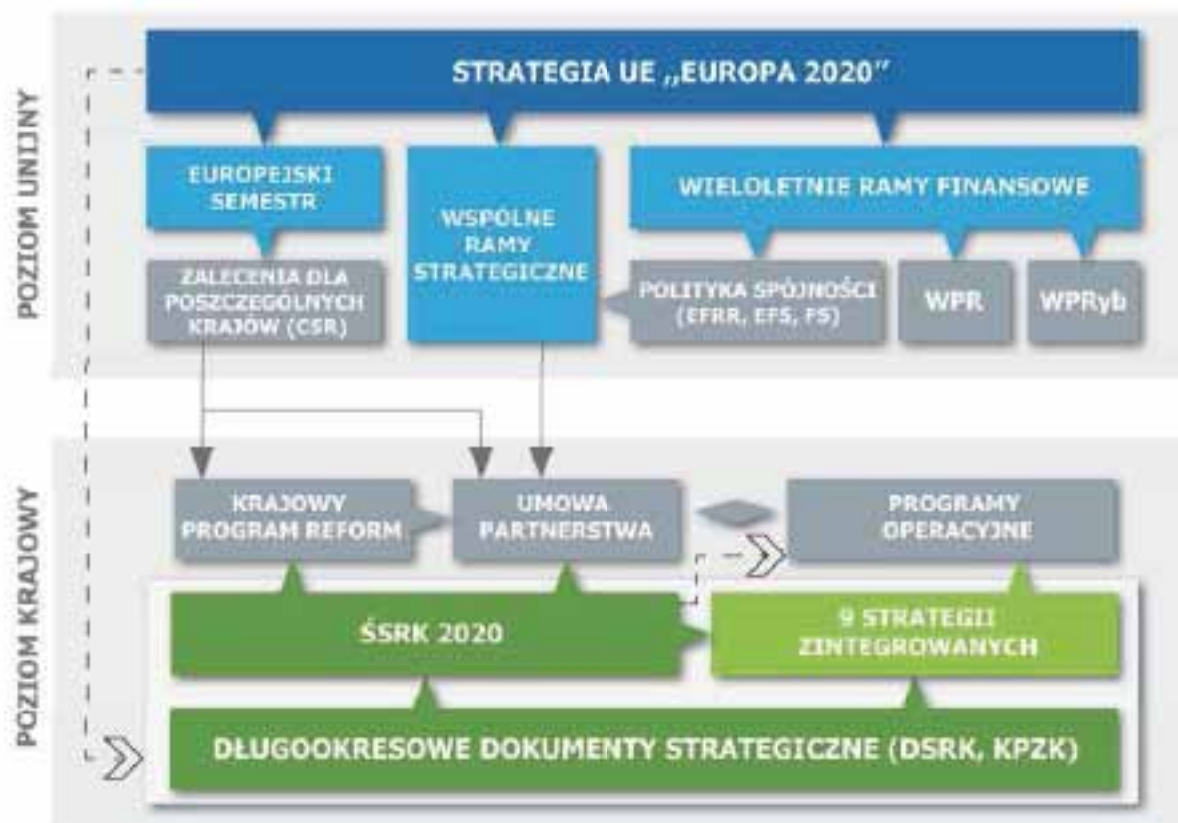 POZIOM UNIJNY
STRATEGIA UE „EUROPA 2020”
EUROPEJSKI
SEMESTR
WSPÓLNE
RAMY
STRATEGICZNE
WIELOLETNIE RAMY FINANSOWE
ZALECENIA DLA
POSZCZEGÓLNYCH
KRAJÓW (CSR)
POLITYKA SPÓJNOŚCI
(EFRR, EFS, FS)
WPR
WPRyb
POZIOM KRAJOWY
KRAJOWY
PROGRAM REFORM
UMOWA
PARTNERSTWA
PROGRAMY
OPERACYJNE
ŚSRK 2020
9 STRATEGII
ZINTEGROWANYCH
DŁUGOOKRESOWE DOKUMENTY STRATEGICZNE (DSRK, KPZK)